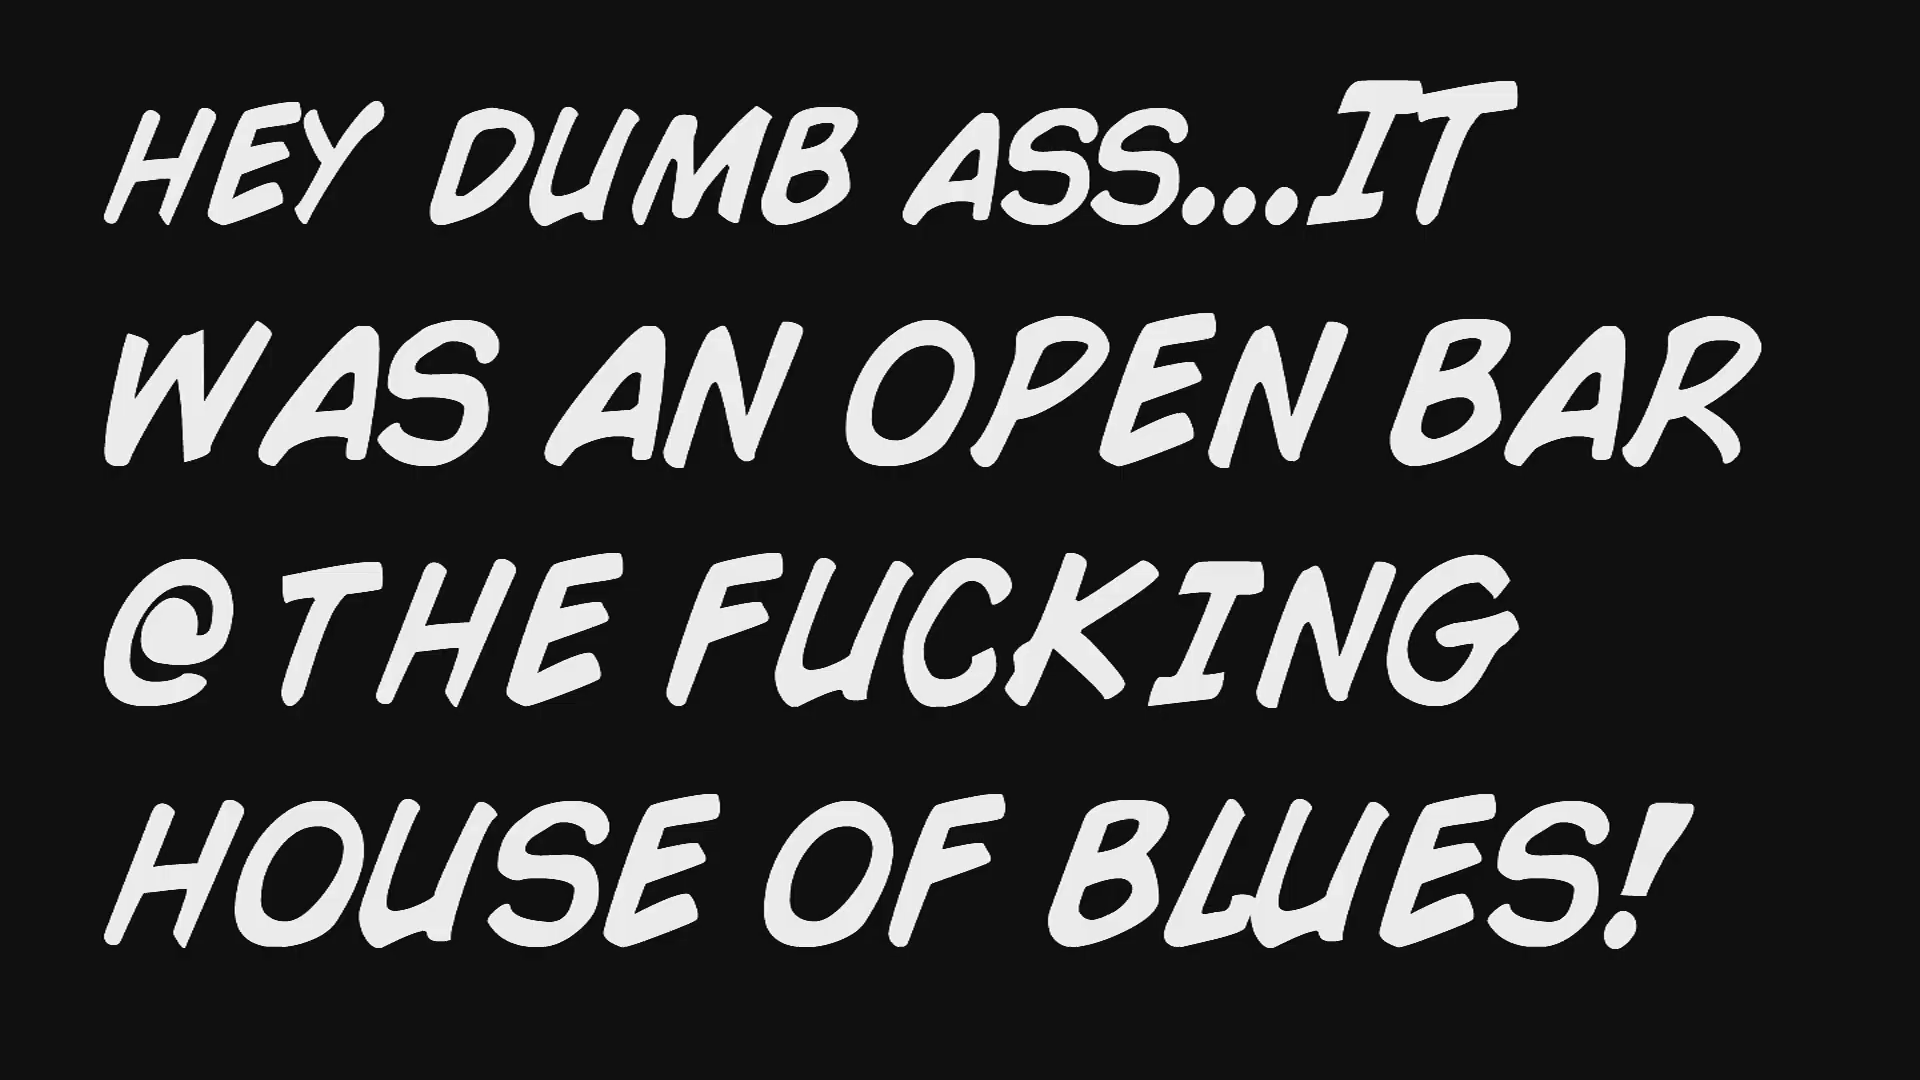 HEY DUMB ASS...IT
WAS AN OPEN BAR
@ THE FUCKING
HOUSE OF BLUES!